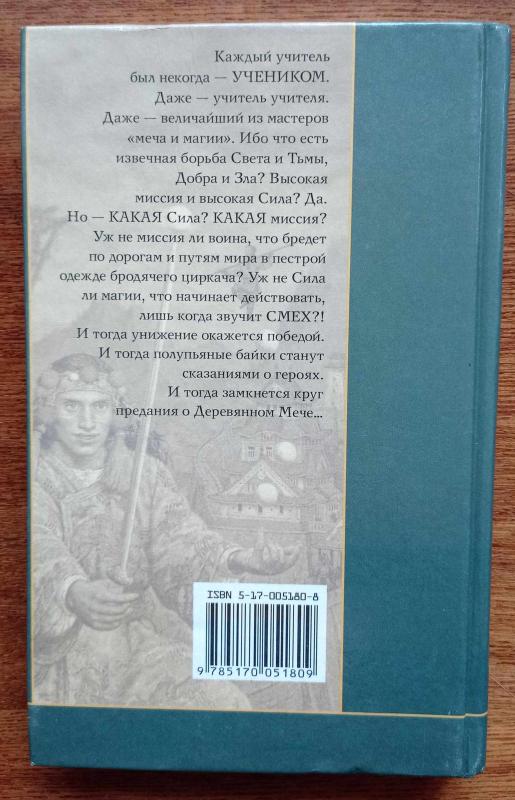 Каждый учитель
был некогда — УЧЕНИКОМ.
Даже — учитель учителя.
Даже — величайший из мастеров
«меча и магии». Ибо что есть
извечная борьба Света и Тьмы,
Добра и Зла? Высокая
миссия и высокая Сила? Да.
Но — КАКАЯ Сила? КАКАЯ миссия?
Уж не миссия ли воина, что бредет
по дорогам и путям мира в пестрой
одежде бродячего циркача? Уж не Сила
ли магии, что начинает действовать,
лишь когда звучит СМЕХ?!
И тогда унижение окажется победой.
И тогда полупьяные байки станут
сказаниями о героях.
И тогда замкнется круг
предания о Деревянном Мече...
ISBN 5-17-005180-8
9 785170 051809